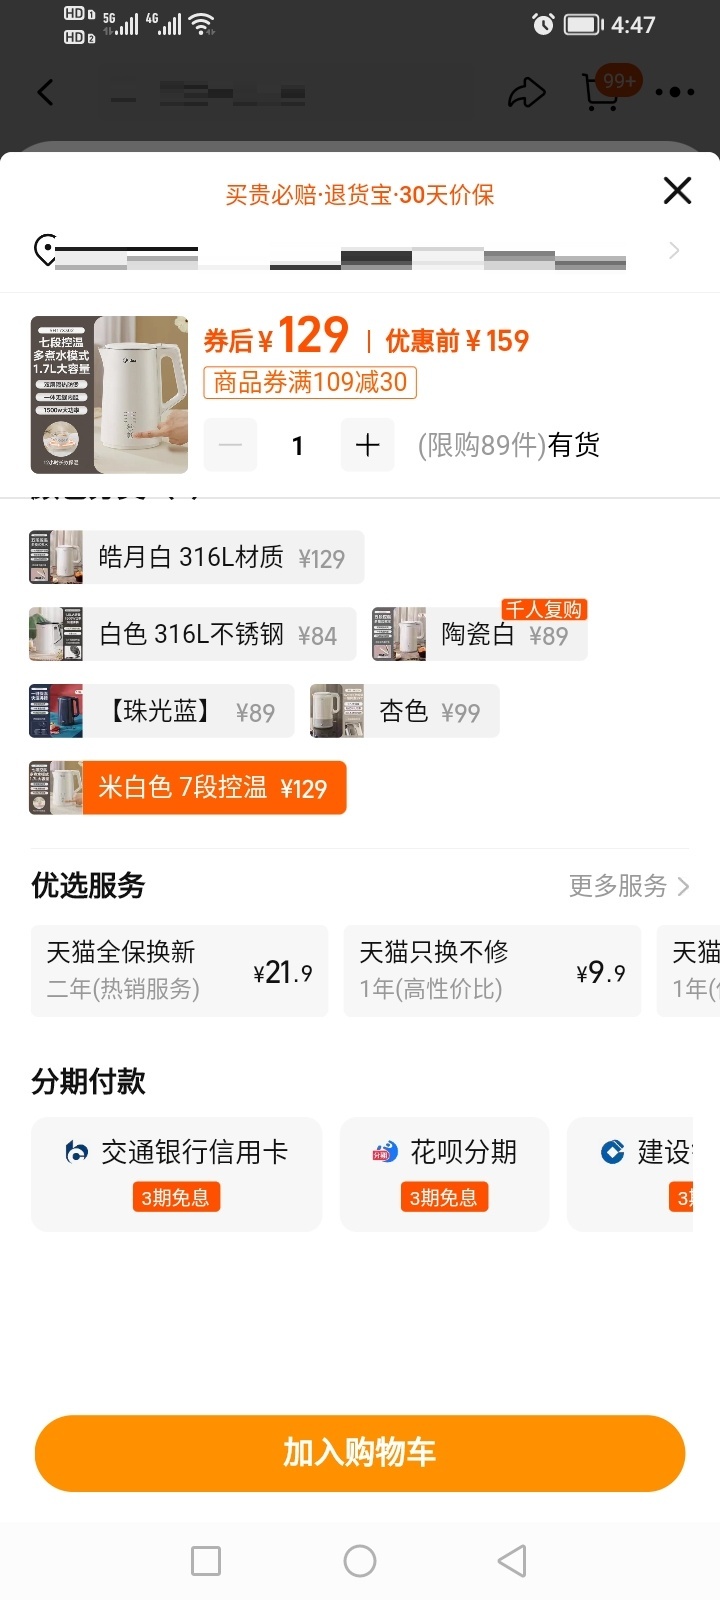 HD 1 5G 4G 4:47
HD 2
99+
买贵必赔·退货宝·30天价保
七段控温
多煮水模式
1.7L大容量
1500w大功率
券后¥129 | 优惠前¥159
商品券满109减30
1 (限购89件)有货
皓月白 316L材质 ¥129
千人复购
白色 316L不锈钢 ¥84 陶瓷白 ¥89
【珠光蓝】 ¥89 杏色 ¥99
米白色 7段控温 ¥129
优选服务 更多服务
天猫全保换新 ¥21.9 天猫只换不修 ¥9.9 天猫
二年(热销服务) 1年(高性价比) 1年(
分期付款
交通银行信用卡 花呗分期 建设
3期免息 3期免息 3期
加入购物车